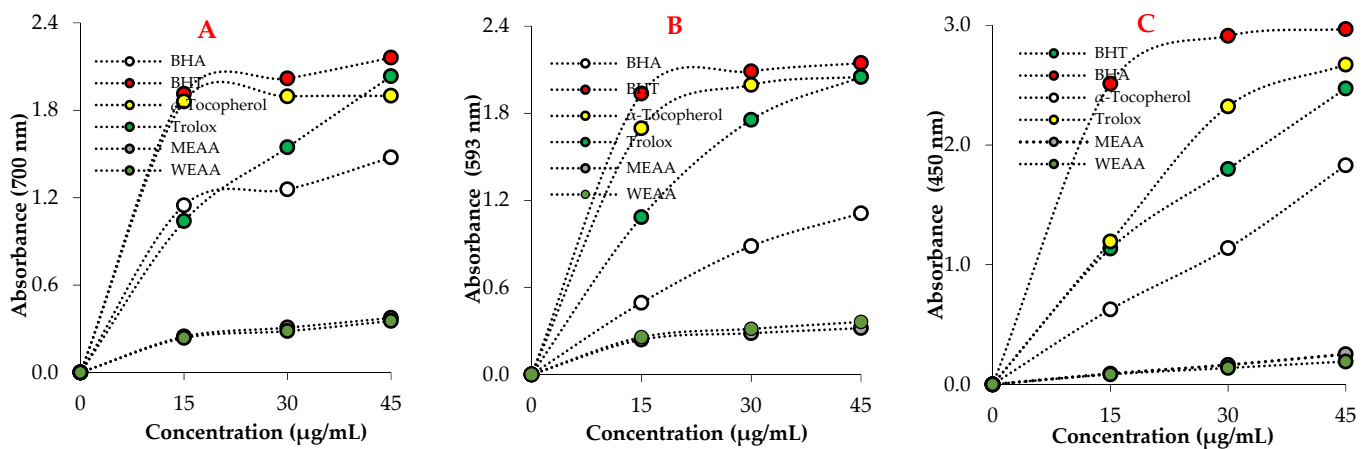 A
2.4
1.8
1.2
0.6
0.0
Absorbance (700 nm)
BHA
BHT
α-Tocopherol
Trolox
MEAA
WEAA
0 15 30 45
Concentration (µg/mL)
B
2.4
1.8
1.2
0.6
0.0
Absorbance (593 nm)
BHA
BHT
α-Tocopherol
Trolox
MEAA
WEAA
0 15 30 45
Concentration (µg/mL)
C
3.0
2.0
1.0
0.0
Absorbance (450 nm)
BHT
BHA
α-Tocopherol
Trolox
MEAA
WEAA
0 15 30 45
Concentration (µg/mL)